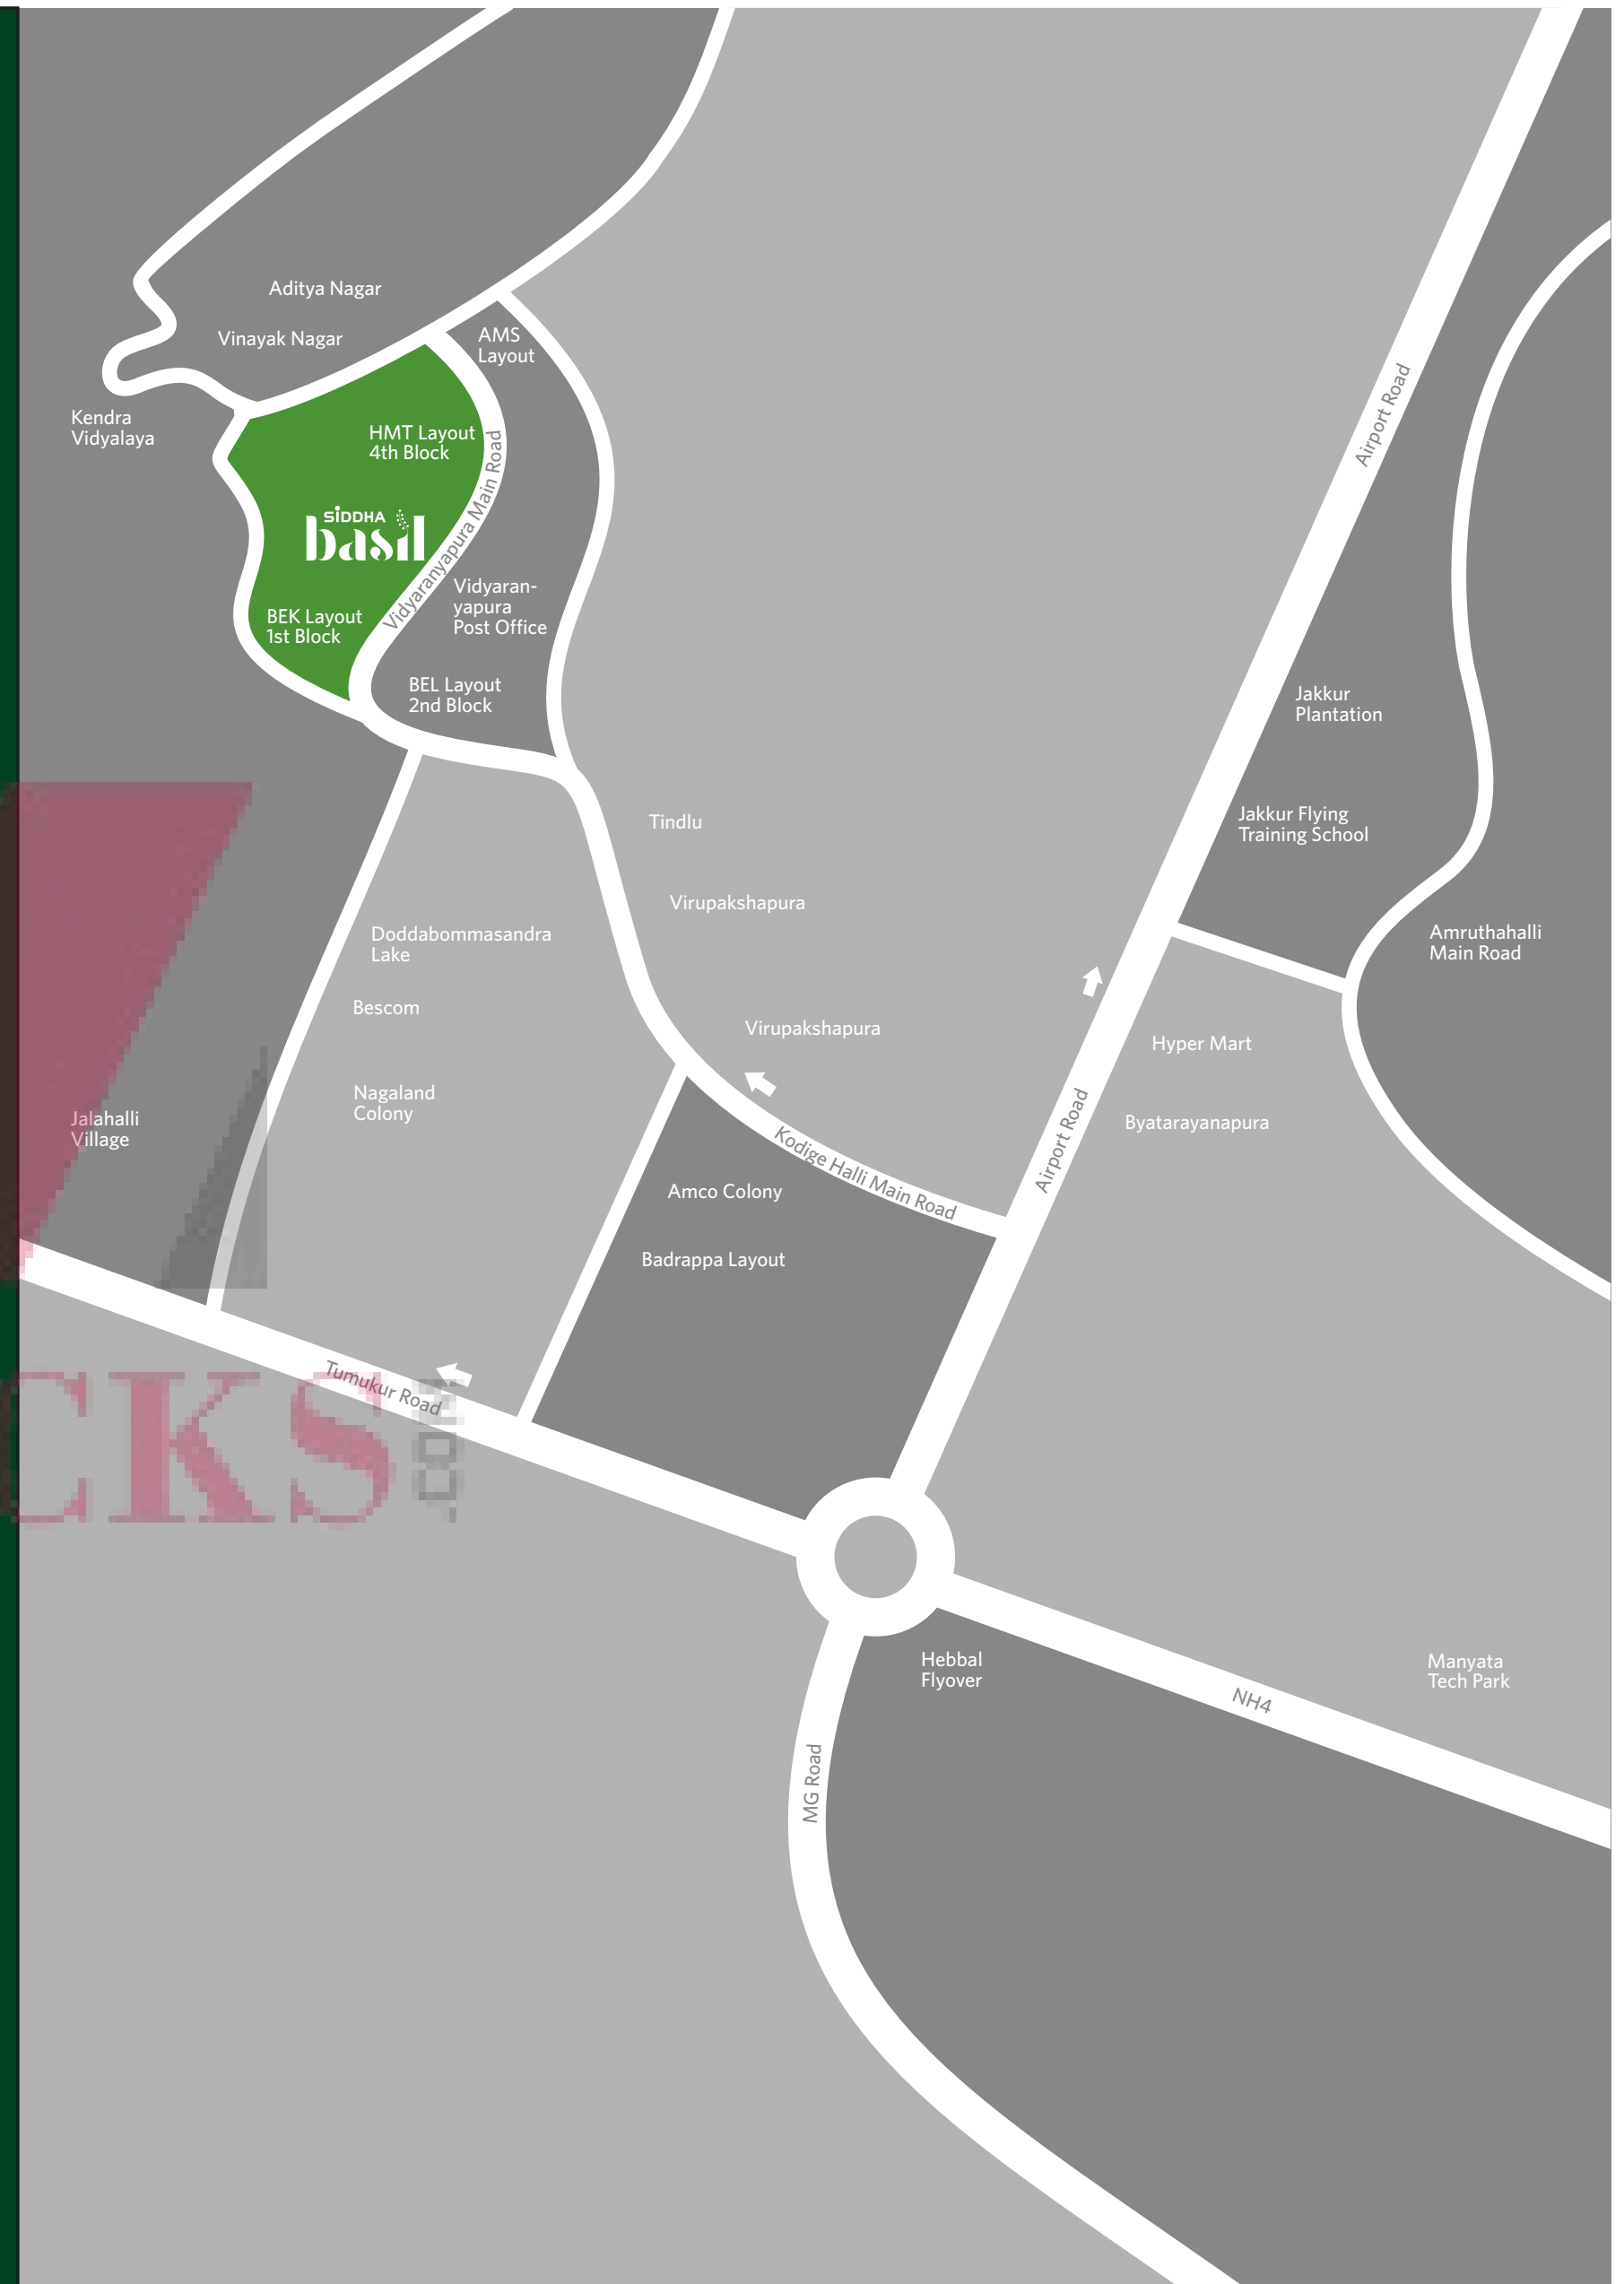 Aditya Nagar
Vinayak Nagar
AMS
Layout
Kendra
Vidyalaya
HMT Layout
4th Block
Airport Road
SiDDHA
basil
Vidyaranyapura Main Road
Vidyaran-
yapura
Post Office
BEK Layout
1st Block
BEL Layout
2nd Block
Jakkur
Plantation
Tindlu
Jakkur Flying
Training School
Virupakshapura
Doddabommasandra
Lake
Amruthahalli
Main Road
Bescom
Virupakshapura
Hyper Mart
Nagaland
Colony
Jalahalli
Village
Airport Road
Byatarayanapura
Kodige Halli Main Road
Amco Colony
Badrappa Layout
Tumukur Road
CKS
.COM
Hebbal
Flyover
Manyata
Tech Park
NH4
MG Road